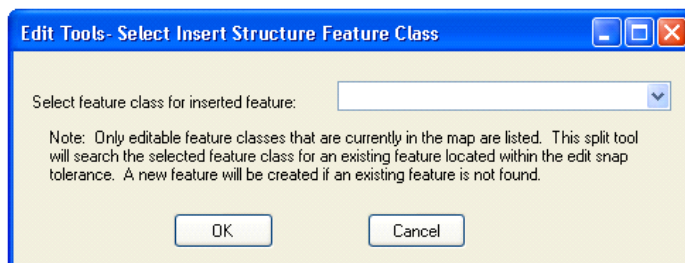 Edit Tools- Select Insert Structure Feature Class
Select feature class for inserted feature:
Note: Only editable feature classes that are currently in the map are listed. This split tool
will search the selected feature class for an existing feature located within the edit snap
tolerance. A new feature will be created if an existing feature is not found.
OK Cancel